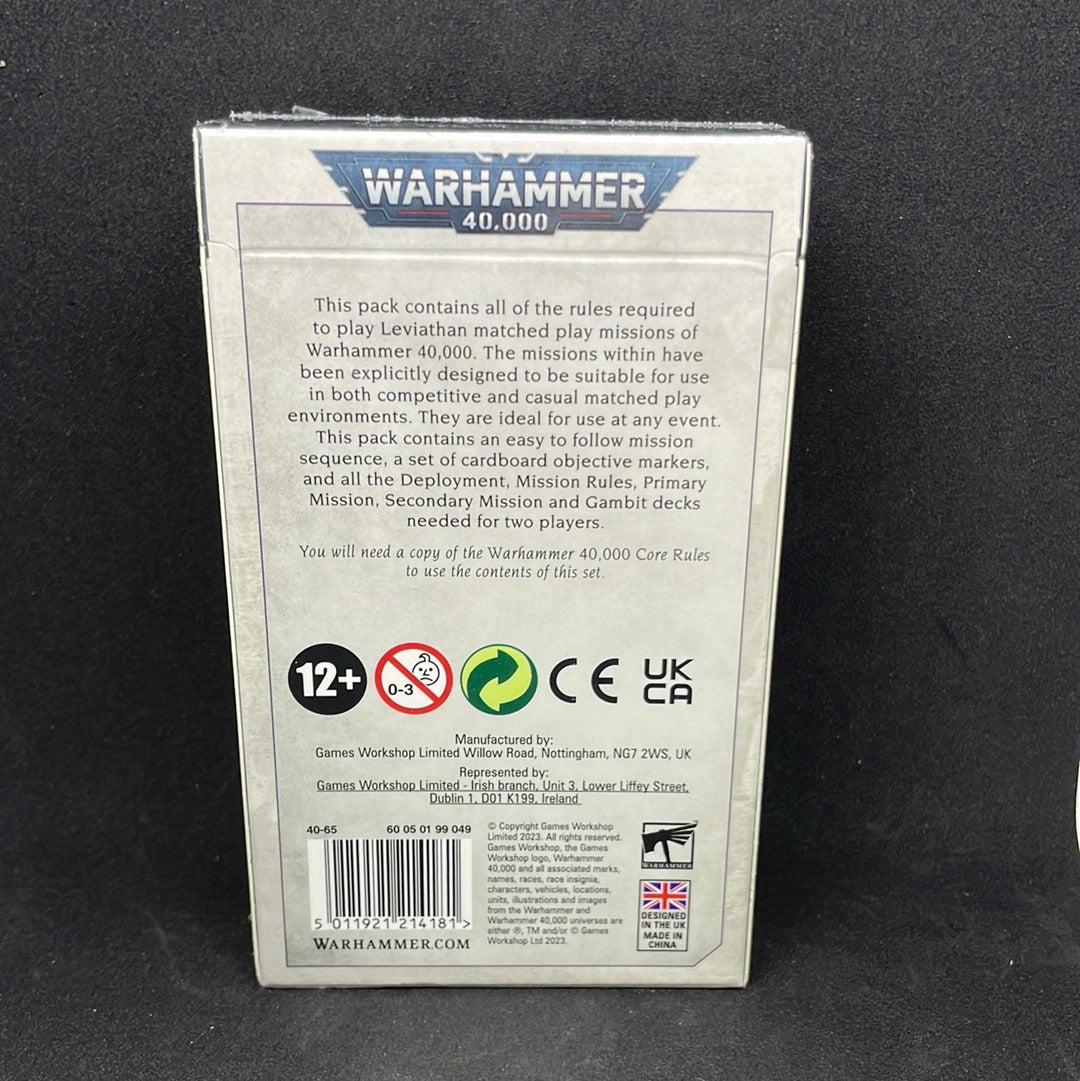 WARHAMMER
40,000
This pack contains all of the rules required
to play Leviathan matched play missions of
Warhammer 40,000. The missions within have
been explicitly designed to be suitable for use
in both competitive and casual matched play
environments. They are ideal for use at any event.
This pack contains an easy to follow mission
sequence, a set of cardboard objective markers,
and all the Deployment, Mission Rules, Primary
Mission, Secondary Mission and Gambit decks
needed for two players.
You will need a copy of the Warhammer 40,000 Core Rules
to use the contents of this set.
12+
0-3
CE
UK
CA
Manufactured by:
Games Workshop Limited Willow Road, Nottingham, NG7 2WS, UK
Represented by:
Games Workshop Limited - Irish branch, Unit 3, Lower Liffey Street,
Dublin 1, D01 K199, Ireland
40-65 60 05 01 99 049
5 011921 214181 >
WARHAMMER.COM
© Copyright Games Workshop
Limited 2023. All rights reserved.
Games Workshop, the Games
Workshop logo, Warhammer
40,000 and all associated marks,
names, races, race insignia,
characters, vehicles, locations,
units, illustrations and images
from the Warhammer and
Warhammer 40,000 universes are
either ®, TM and/or © Games
Workshop Ltd 2023.
WARHAMMER
DESIGNED
IN THE UK
MADE IN
CHINA